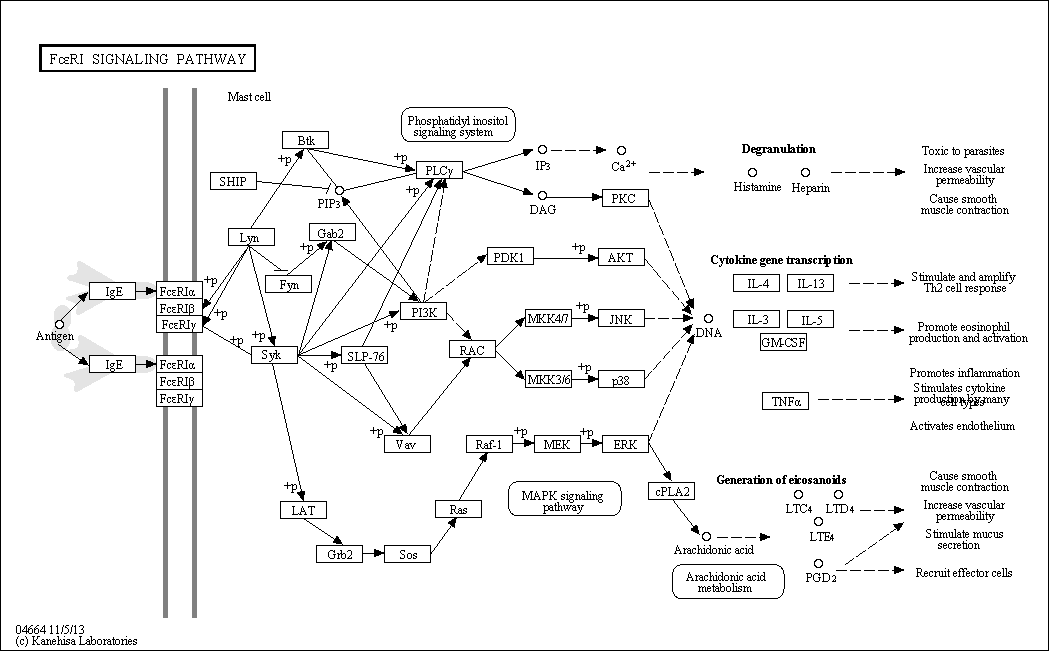 FcεRI SIGNALING PATHWAY
Mast cell
Phosphatidyl inositol
signaling system
Btk
+p
+p
PLCγ
+p
SHIP
PIP3
IP3
Ca2+
DAG
PKC
Degranulation
Histamine
Heparin
Toxic to parasites
Increase vascular
permeability
Cause smooth
muscle contraction
Lyn
Gab2
+p
Fyn
PDK1
+p
AKT
Cytokine gene transcription
IL-4
IL-13
IL-3
IL-5
GM-CSF
TNFα
Stimulate and amplify
Th2 cell response
Promote eosinophil
production and activation
Promotes inflammation
Stimulates cytokine
production by many
cell types
Activates endothelium
Antigen
IgE
FcεRIα
FcεRIβ
FcεRIγ
IgE
FcεRIα
FcεRIβ
FcεRIγ
+p
+p
+p
Syk
+p
PI3K
+p
SLP-76
RAC
MKK4/7
+p
JNK
MKK3/6
+p
p38
DNA
+p
Vav
Raf-1
+p
MEK
+p
ERK
MAPK signaling
pathway
cPLA2
Arachidonic acid
Arachidonic acid
metabolism
+p
LAT
Grb2
Sos
Ras
Generation of eicosanoids
LTC4
LTD4
LTE4
PGD2
Cause smooth
muscle contraction
Increase vascular
permeability
Stimulate mucus
secretion
Recruit effector cells
04664 11/5/13
(c) Kanehisa Laboratories